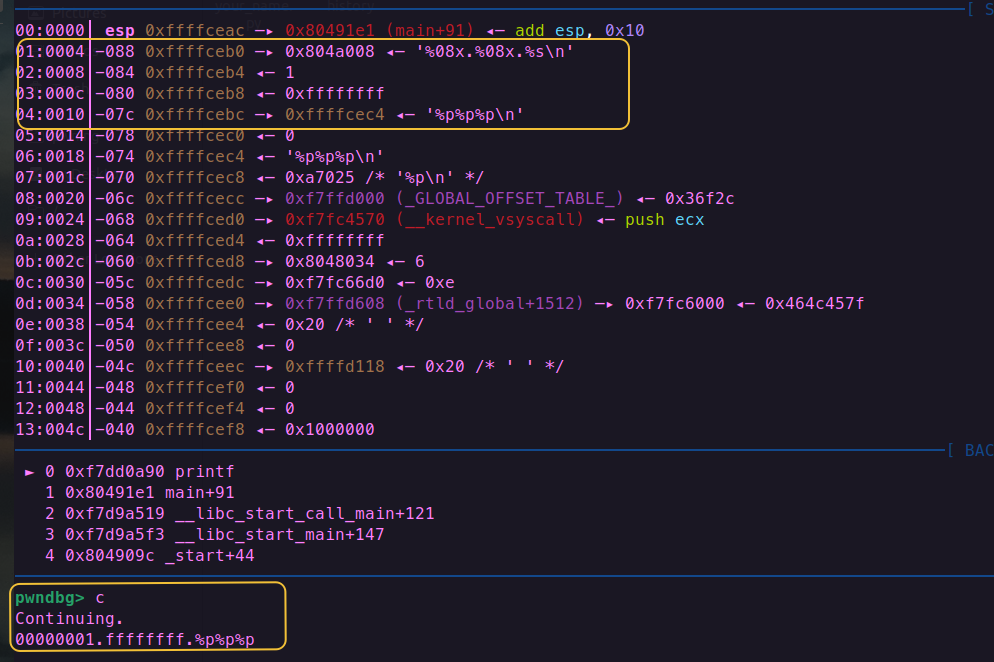 Pictures your_name history
[ S
00:0000│ esp 0xffffceac —▸ 0x80491e1 (main+91) ◂— add esp, 0x10
01:0004│-088 0xffffceb0 —▸ 0x804a008 ◂— '%08x.%08x.%s\n'
02:0008│-084 0xffffceb4 ◂— 1
03:000c│-080 0xffffceb8 ◂— 0xffffffff
04:0010│-07c 0xffffcebc —▸ 0xffffcec4 ◂— '%p%p%p\n'
05:0014│-078 0xffffcec0 ◂— 0
06:0018│-074 0xffffcec4 ◂— '%p%p%p\n'
07:001c│-070 0xffffcec8 ◂— 0xa7025 /* '%p\n' */
08:0020│-06c 0xffffcecc —▸ 0xf7ffd000 (_GLOBAL_OFFSET_TABLE_) ◂— 0x36f2c
09:0024│-068 0xffffced0 —▸ 0xf7fc4570 (__kernel_vsyscall) ◂— push ecx
0a:0028│-064 0xffffced4 ◂— 0xffffffff
0b:002c│-060 0xffffced8 —▸ 0x8048034 ◂— 6
0c:0030│-05c 0xffffcedc —▸ 0xf7fc66d0 ◂— 0xe
0d:0034│-058 0xffffcee0 —▸ 0xf7ffd608 (_rtld_global+1512) —▸ 0xf7fc6000 ◂— 0x464c457f
0e:0038│-054 0xffffcee4 ◂— 0x20 /* ' ' */
0f:003c│-050 0xffffcee8 ◂— 0
10:0040│-04c 0xffffceec —▸ 0xffffd118 ◂— 0x20 /* ' ' */
11:0044│-048 0xffffcef0 ◂— 0
12:0048│-044 0xffffcef4 ◂— 0
13:004c│-040 0xffffcef8 ◂— 0x1000000
[ BAC
► 0 0xf7dd0a90 printf
1 0x80491e1 main+91
2 0xf7d9a519 __libc_start_call_main+121
3 0xf7d9a5f3 __libc_start_main+147
4 0x804909c _start+44
pwndbg> c
Continuing.
00000001.ffffffff.%p%p%p